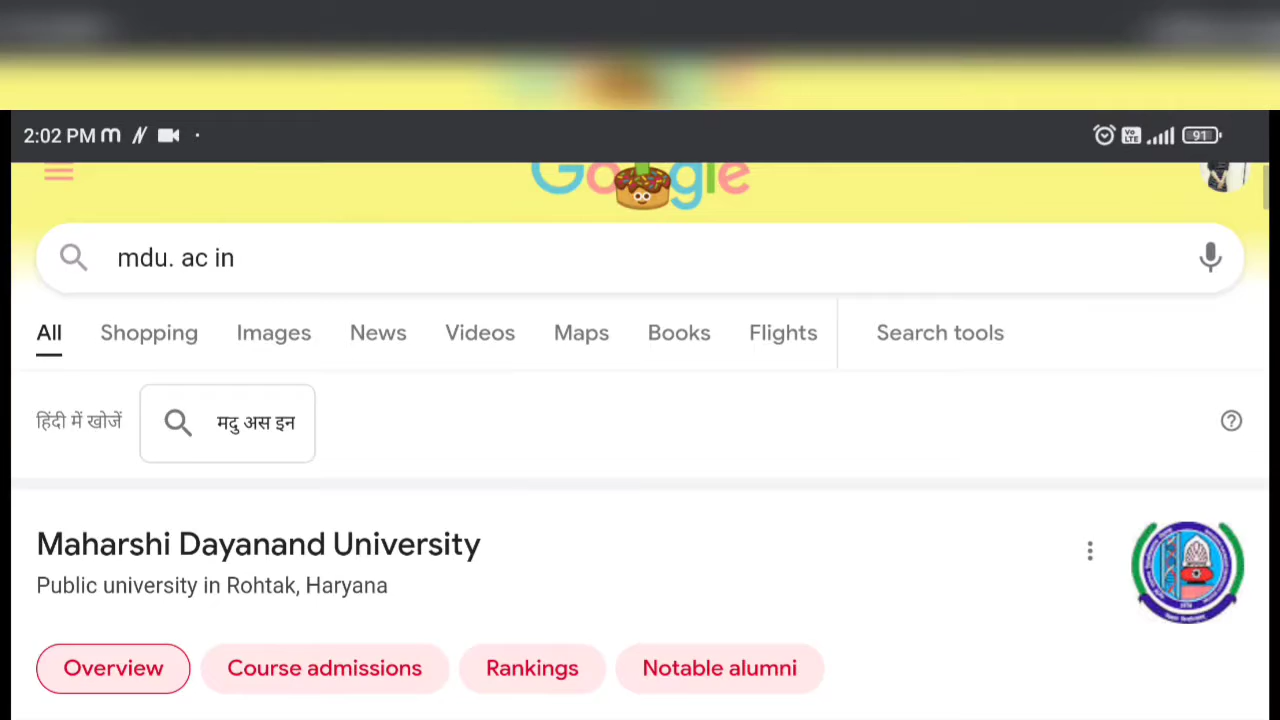 2:02 PM
91
Google
mdu. ac in
All Shopping Images News Videos Maps Books Flights Search tools
हिंदी में खोजें मदु अस इन
Maharshi Dayanand University
Public university in Rohtak, Haryana
Overview Course admissions Rankings Notable alumni